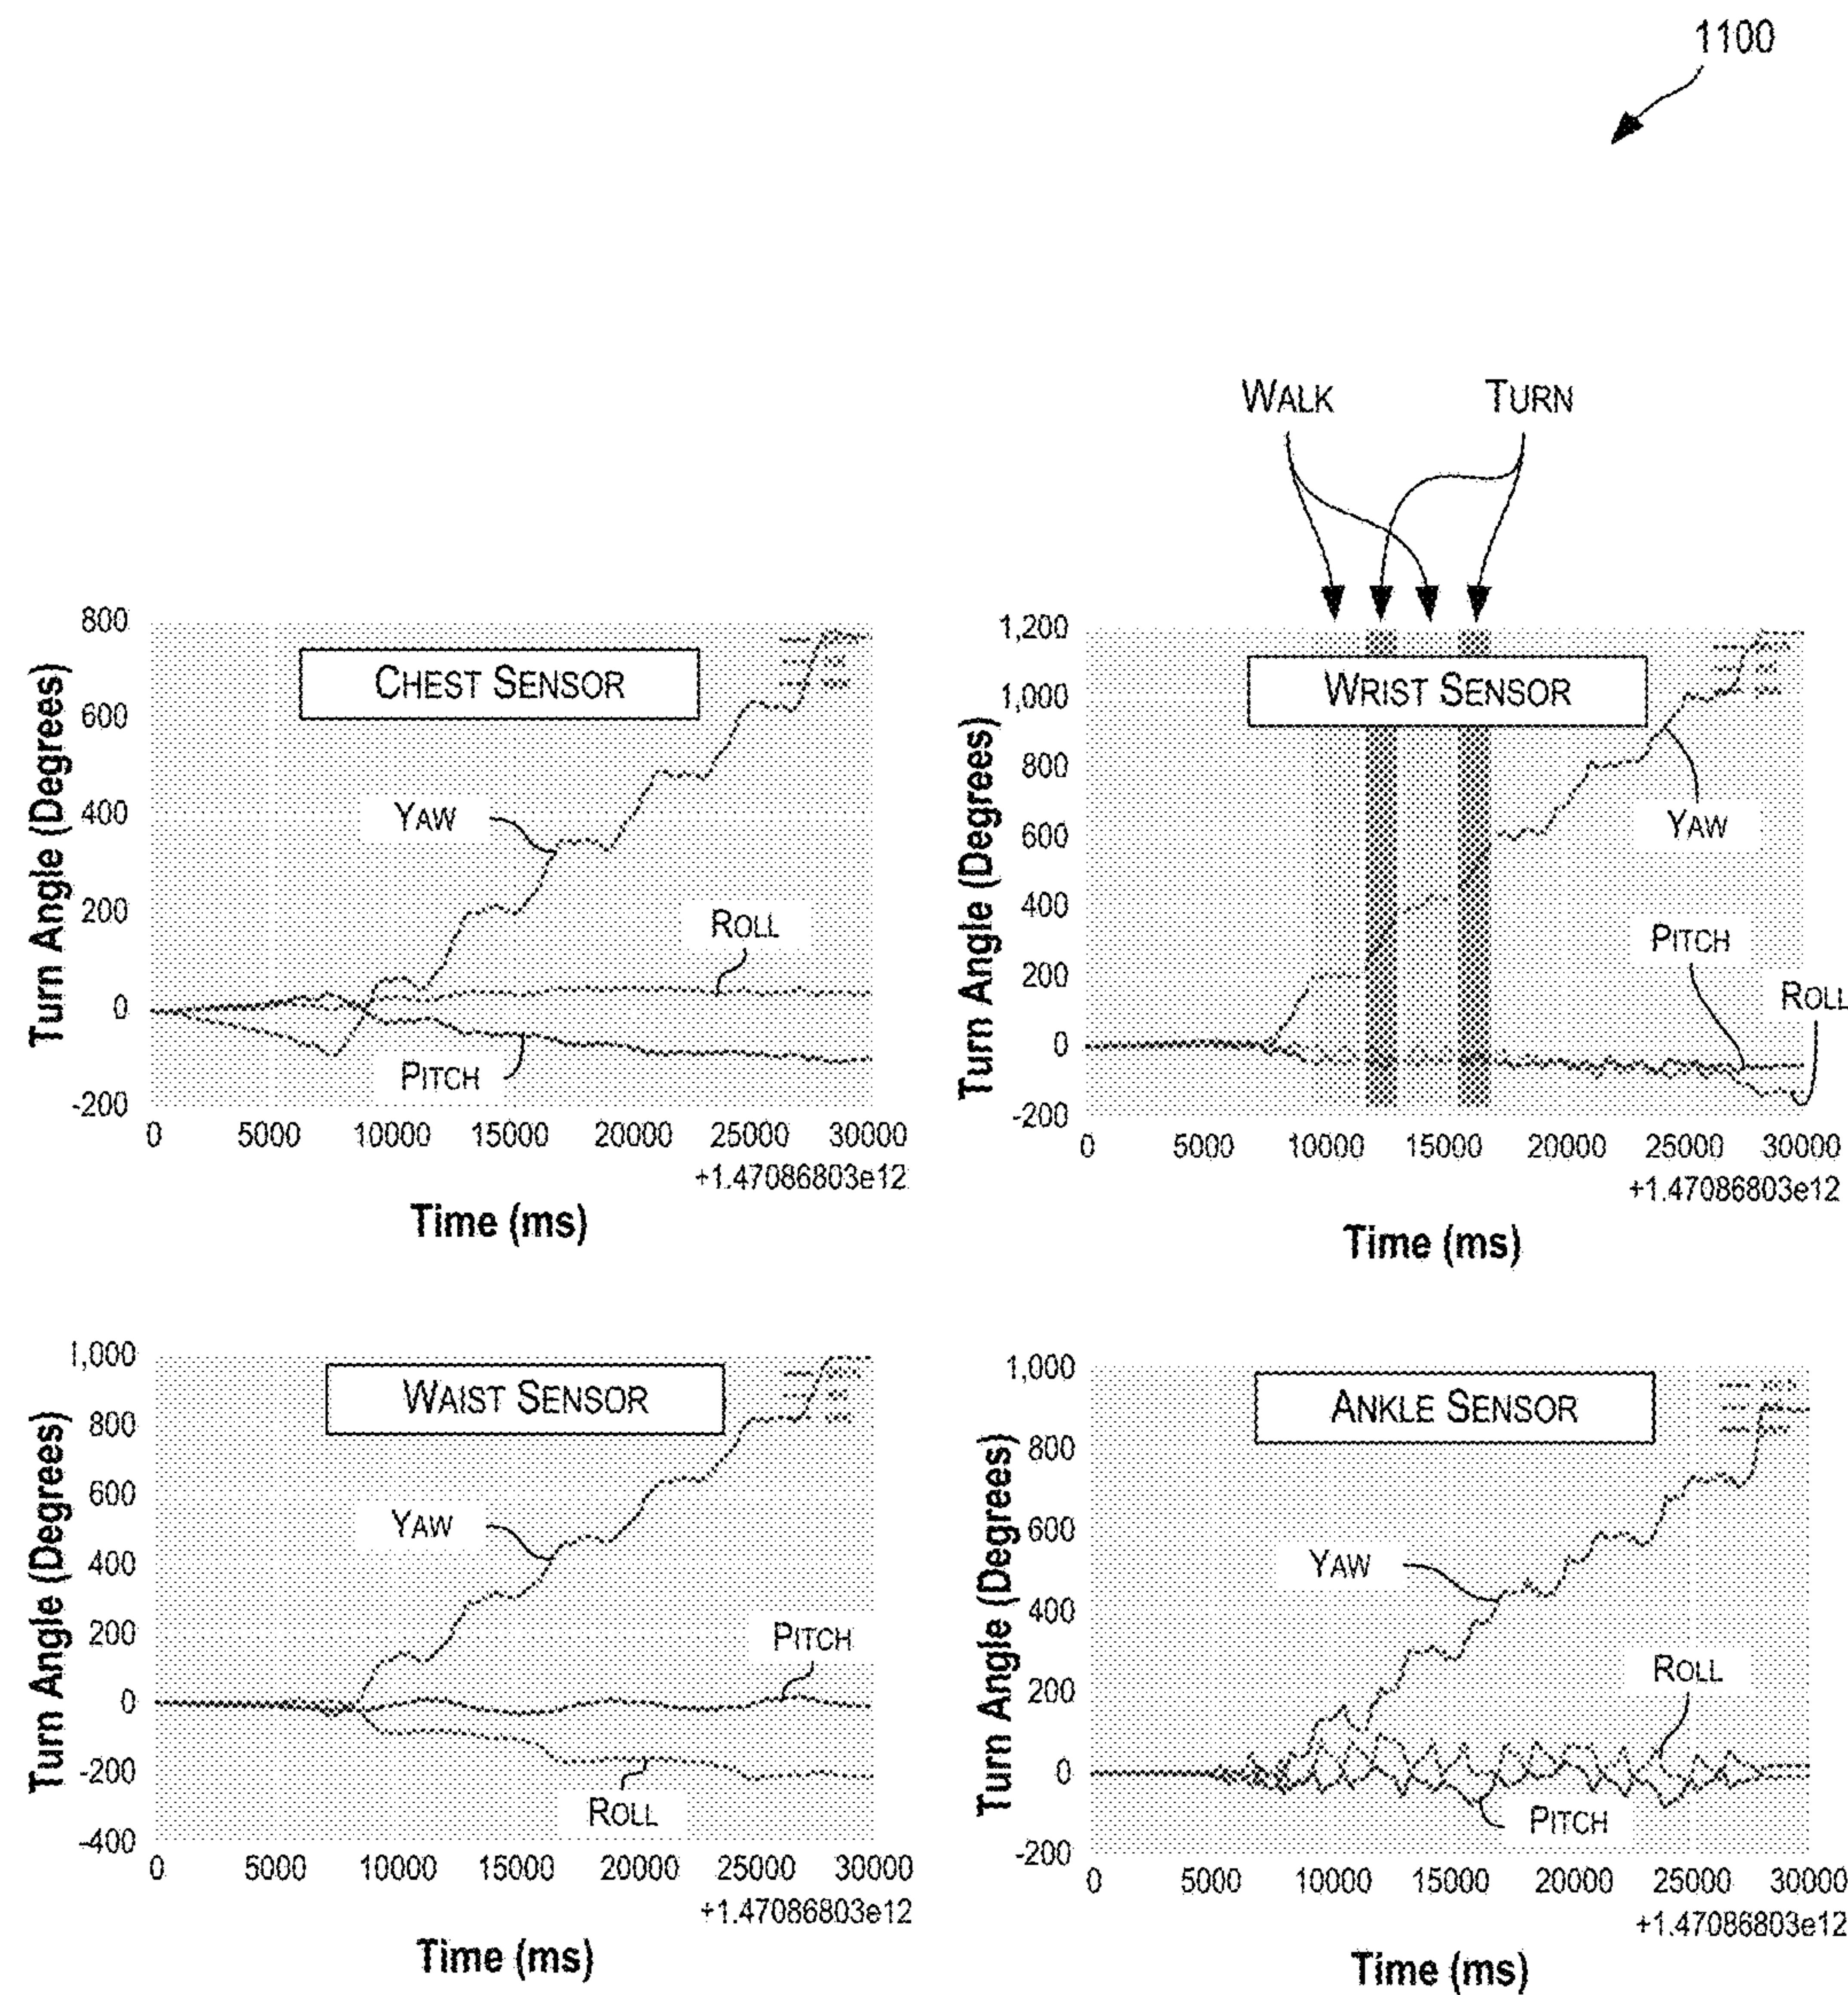 1100
WALK
TURN
Turn Angle (Degrees)
800
600
400
200
0
-200
CHEST SENSOR
YAW
ROLL
PITCH
0 5000 10000 15000 20000 25000 30000
+1.47086803e12
Time (ms)
Turn Angle (Degrees)
1,200
1,000
800
600
400
200
0
-200
WRIST SENSOR
YAW
PITCH
ROLL
0 5000 10000 15000 20000 25000 30000
+1.47086803e12
Time (ms)
Turn Angle (Degrees)
1,000
800
600
400
200
0
-200
-400
WAIST SENSOR
YAW
PITCH
ROLL
0 5000 10000 15000 20000 25000 30000
+1.47086803e12
Time (ms)
Turn Angle (Degrees)
1,000
800
600
400
200
0
-200
ANKLE SENSOR
YAW
ROLL
PITCH
0 5000 10000 15000 20000 25000 30000
+1.47086803e12
Time (ms)